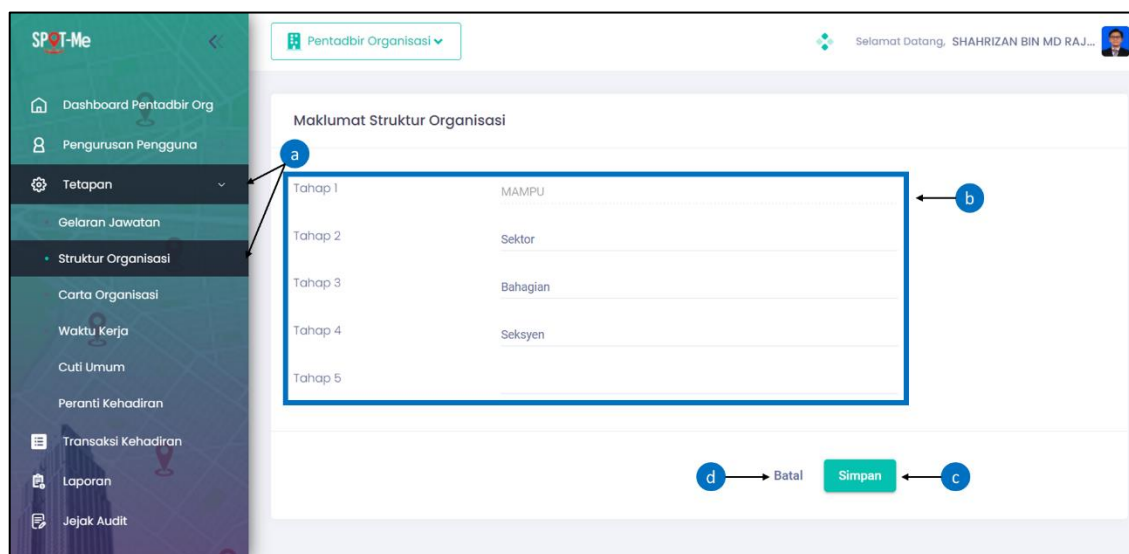 SPOT-Me
Pentadbir Organisasi
Selamat Datang, SHAHRIZAN BIN MD RAJ...
Dashboard Pentadbir Org
Pengurusan Pengguna
Tetapan
Gelaran Jawatan
Struktur Organisasi
Carta Organisasi
Waktu Kerja
Cuti Umum
Peranti Kehadiran
Transaksi Kehadiran
Laporan
Jejak Audit
Maklumat Struktur Organisasi
a
Tahap 1 MAMPU
b
Tahap 2 Sektor
Tahap 3 Bahagian
Tahap 4 Seksyen
Tahap 5
d Batal Simpan c